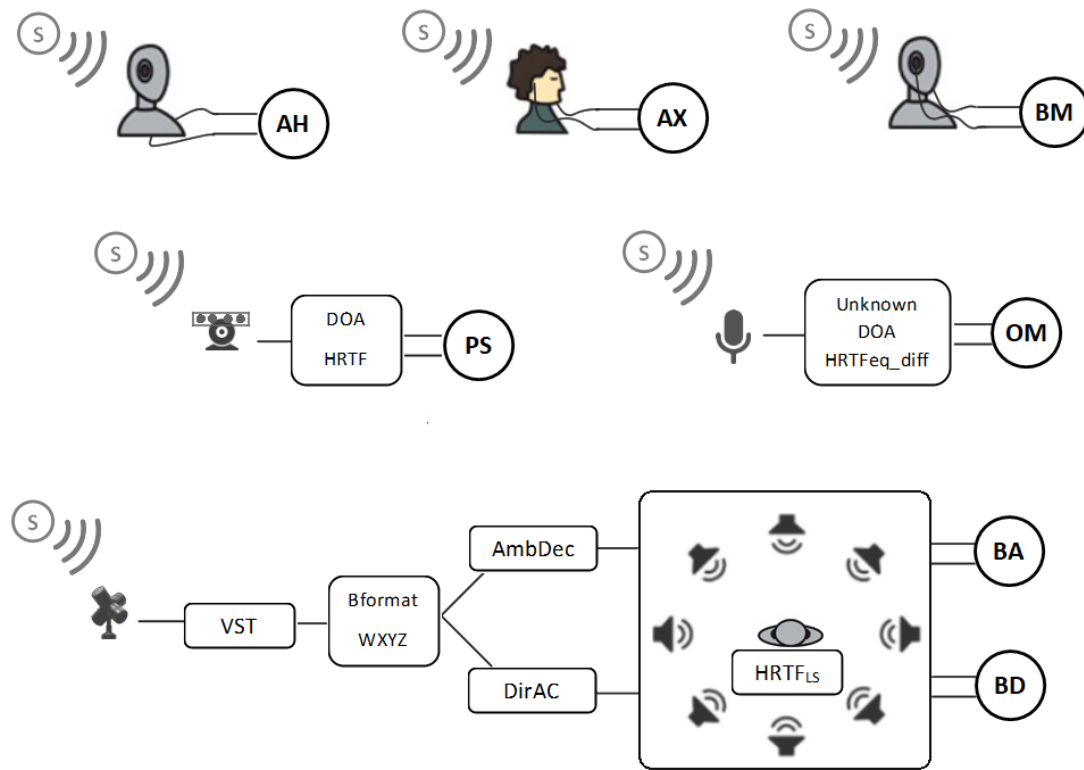 S
S
S
AH
AX
BM
S
S
DOA
HRTF
PS
Unknown
DOA
HRTFeq_diff
OM
S
AmbDec
BA
VST
Bformat
WXYZ
DirAC
HRTFLS
BD